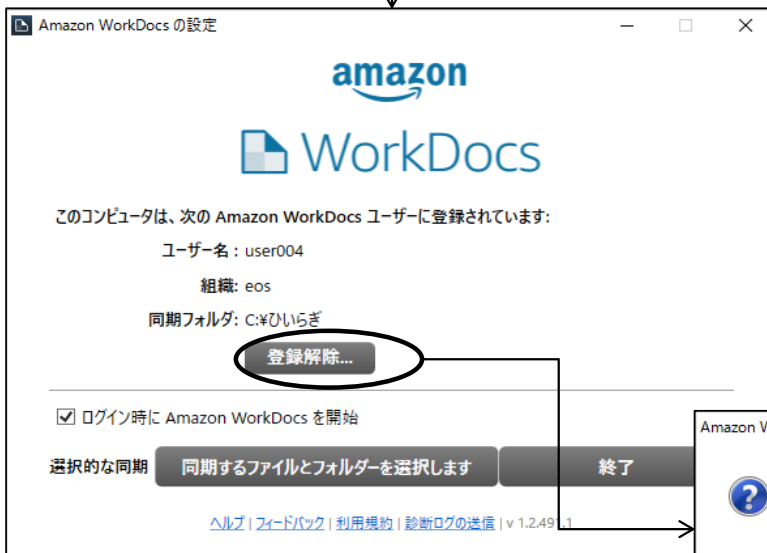 Amazon WorkDocs の設定
amazon
WorkDocs
このコンピュータは、次の Amazon WorkDocs ユーザーに登録されています:
ユーザー名 : user004
組織: eos
同期フォルダ: C:¥ひいらぎ
登録解除...
ログイン時に Amazon WorkDocs を開始
Amazon W
選択的な同期 同期するファイルとフォルダーを選択します 終了
ヘルプ | フィードバック | 利用規約 | 診断ログの送信 | v 1.2.491.1